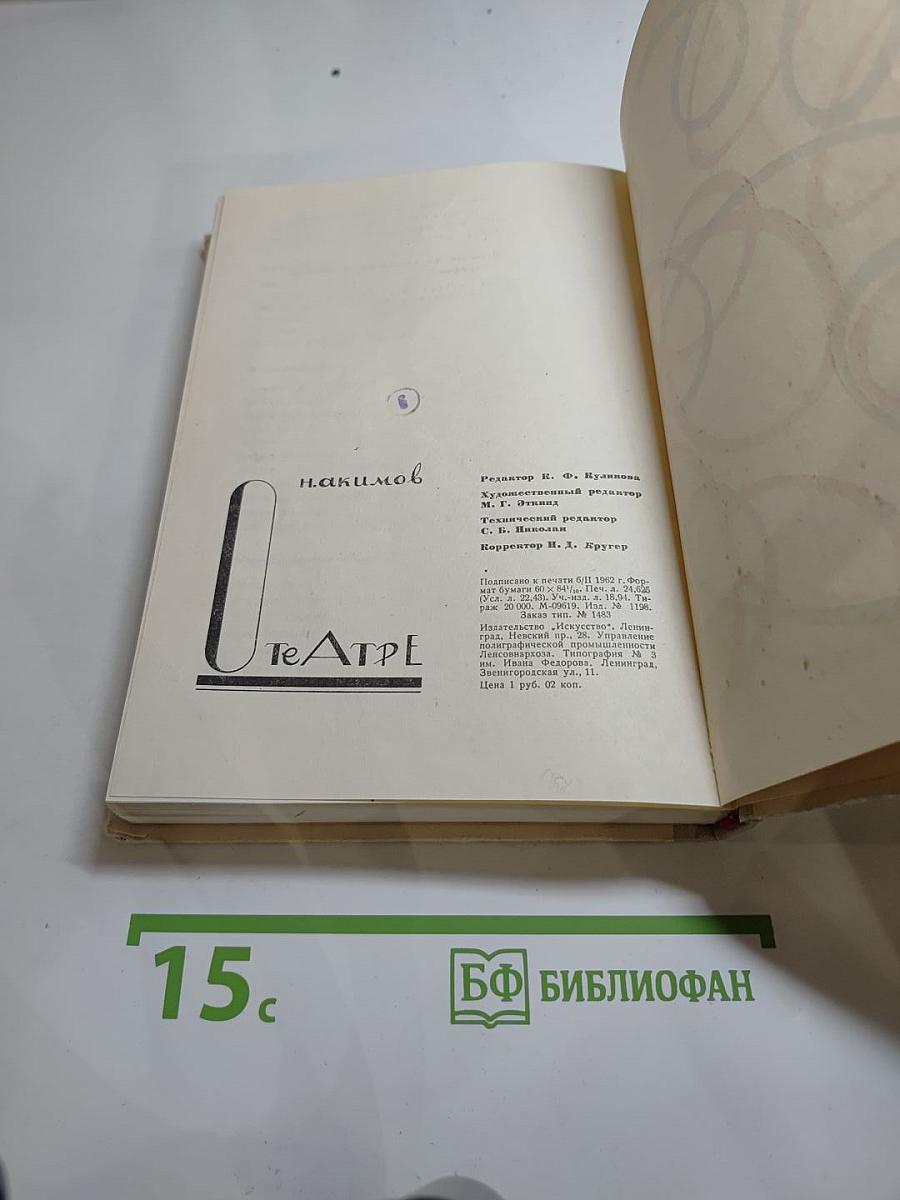 н. акимов
О теАтрЕ
Редактор К. Ф. Куликова
Художественный редактор
М. Г. Эткинд
Технический редактор
С. Б. Николаи
Корректор Н. Д. Кругер
Подписано к печати 6/II 1962 г. Фор-
мат бумаги 60 × 84¹/₁₆. Печ. л. 24,625
(Усл. л. 22,43). Уч.-изд. л. 18,94. Ти-
раж 20 000. М-09619. Изд. № 1198.
Заказ тип. № 1483
Издательство „Искусство“. Ленин-
град, Невский пр., 28. Управление
полиграфической промышленности
Ленсовнархоза. Типография № 3
им. Ивана Федорова. Ленинград,
Звенигородская ул., 11.
Цена 1 руб. 02 коп.
15 с
БФ БИБЛИОФАН